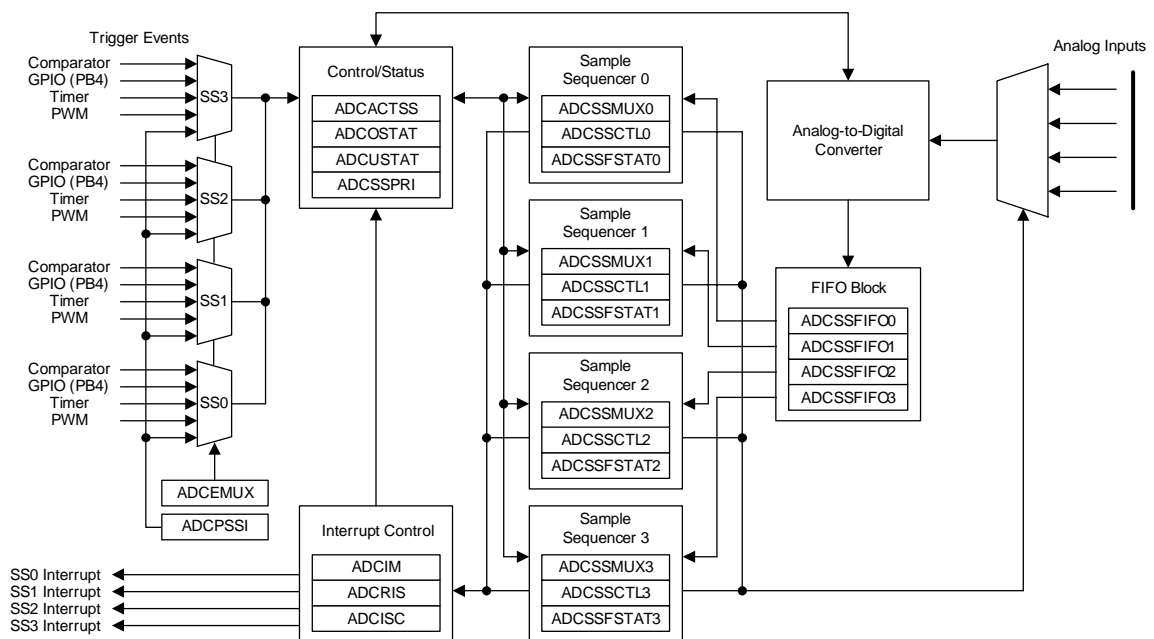 Trigger Events
Comparator
GPIO (PB4)
Timer
PWM
SS3
Comparator
GPIO (PB4)
Timer
PWM
SS2
Comparator
GPIO (PB4)
Timer
PWM
SS1
Comparator
GPIO (PB4)
Timer
PWM
SS0
ADCEMUX
ADCPSSI
Control/Status
ADCACTSS
ADCOSTAT
ADCUSTAT
ADCSSPRI
Interrupt Control
ADCIM
ADCRIS
ADCISC
SS0 Interrupt
SS1 Interrupt
SS2 Interrupt
SS3 Interrupt
Sample
Sequencer 0
ADCSSMUX0
ADCSSCTL0
ADCSSFSTAT0
Sample
Sequencer 1
ADCSSMUX1
ADCSSCTL1
ADCSSFSTAT1
Sample
Sequencer 2
ADCSSMUX2
ADCSSCTL2
ADCSSFSTAT2
Sample
Sequencer 3
ADCSSMUX3
ADCSSCTL3
ADCSSFSTAT3
Analog-to-Digital
Converter
FIFO Block
ADCSSFIFO0
ADCSSFIFO1
ADCSSFIFO2
ADCSSFIFO3
Analog Inputs